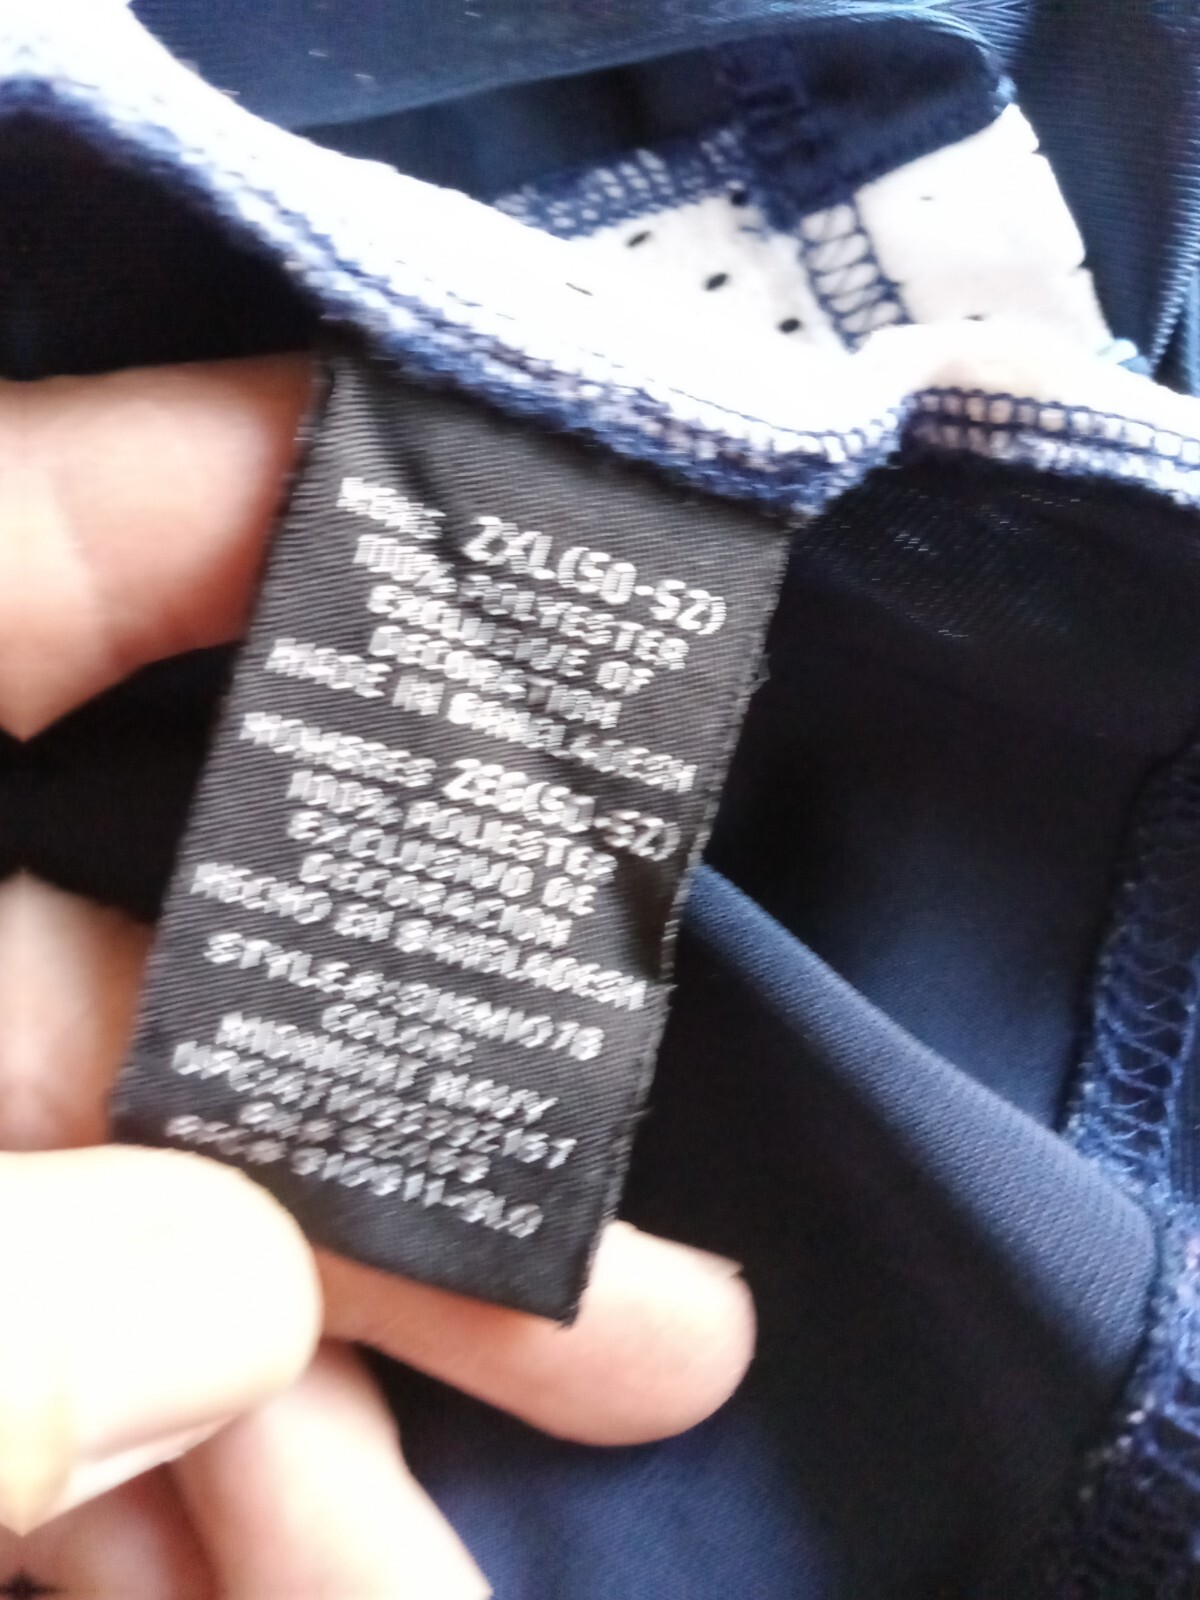 MENS 2XL(50-52)
100% POLYESTER
EXCLUSIVE OF
DECORATION
MADE IN BANGLADESH
HOMBRES 2EG(50-52)
100% POLIESTER
EXCLUSIVO DE
DECORACION
HECHO EN BANGLADESH
COLOR:
MIDNIGHT NAVY